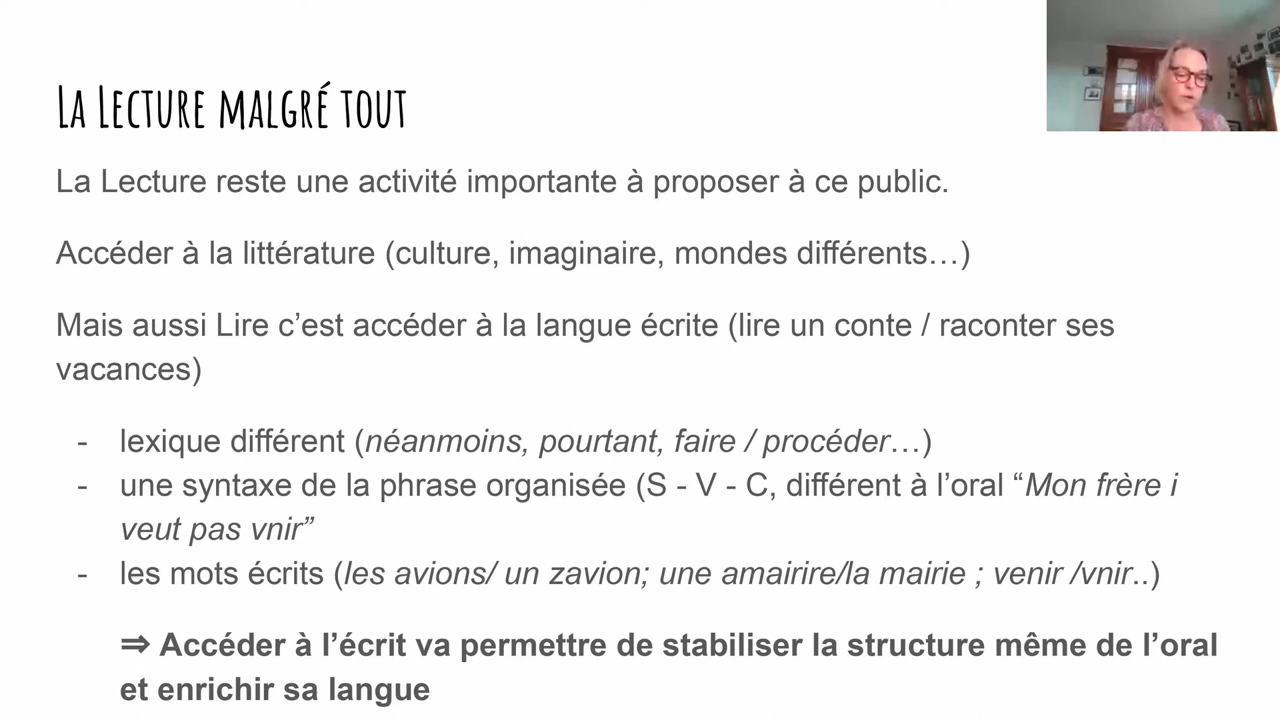 La Lecture malgré tout
La Lecture reste une activité importante à proposer à ce public.
Accéder à la littérature (culture, imaginaire, mondes différents…)
Mais aussi Lire c’est accéder à la langue écrite (lire un conte / raconter ses
vacances)
- lexique différent (néanmoins, pourtant, faire / procéder…)
- une syntaxe de la phrase organisée (S - V - C, différent à l’oral “Mon frère i
veut pas vnir”
- les mots écrits (les avions/ un zavion; une amairire/la mairie ; venir /vnir..)
⇒ Accéder à l’écrit va permettre de stabiliser la structure même de l’oral
et enrichir sa langue